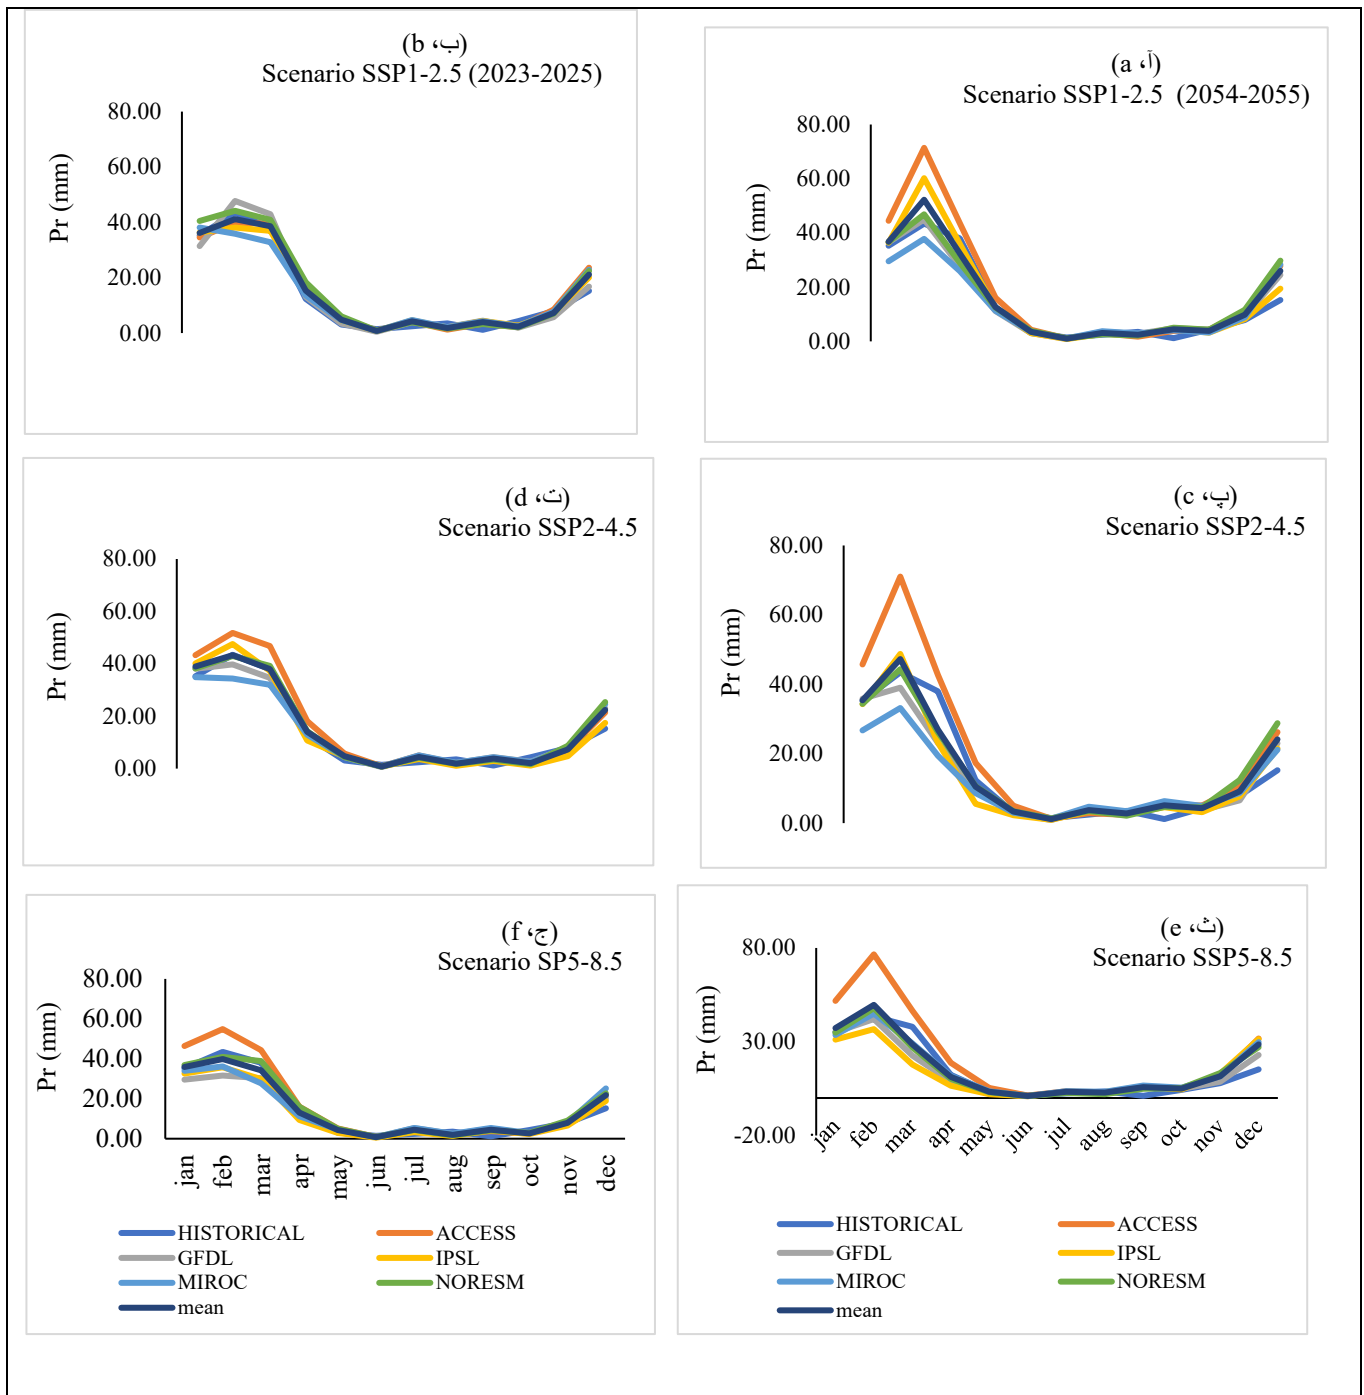 (b ،ب)
Scenario SSP1-2.5 (2023-2025)
80.00
60.00
40.00
20.00
0.00
Pr (mm)
(a ،آ)
Scenario SSP1-2.5 (2054-2055)
80.00
60.00
40.00
20.00
0.00
Pr (mm)
(d ،ت)
Scenario SSP2-4.5
80.00
60.00
40.00
20.00
0.00
Pr (mm)
(c ،پ)
Scenario SSP2-4.5
80.00
60.00
40.00
20.00
0.00
Pr (mm)
(f ،ج)
Scenario SP5-8.5
80.00
60.00
40.00
20.00
0.00
Pr (mm)
jan feb mar apr may jun jul aug sep oct nov dec
HISTORICAL ACCESS
GFDL IPSL
MIROC NORESM
mean
(e ،ث)
Scenario SSP5-8.5
80.00
30.00
-20.00
Pr (mm)
jan feb mar apr may jun jul aug sep oct nov dec
HISTORICAL ACCESS
GFDL IPSL
MIROC NORESM
mean